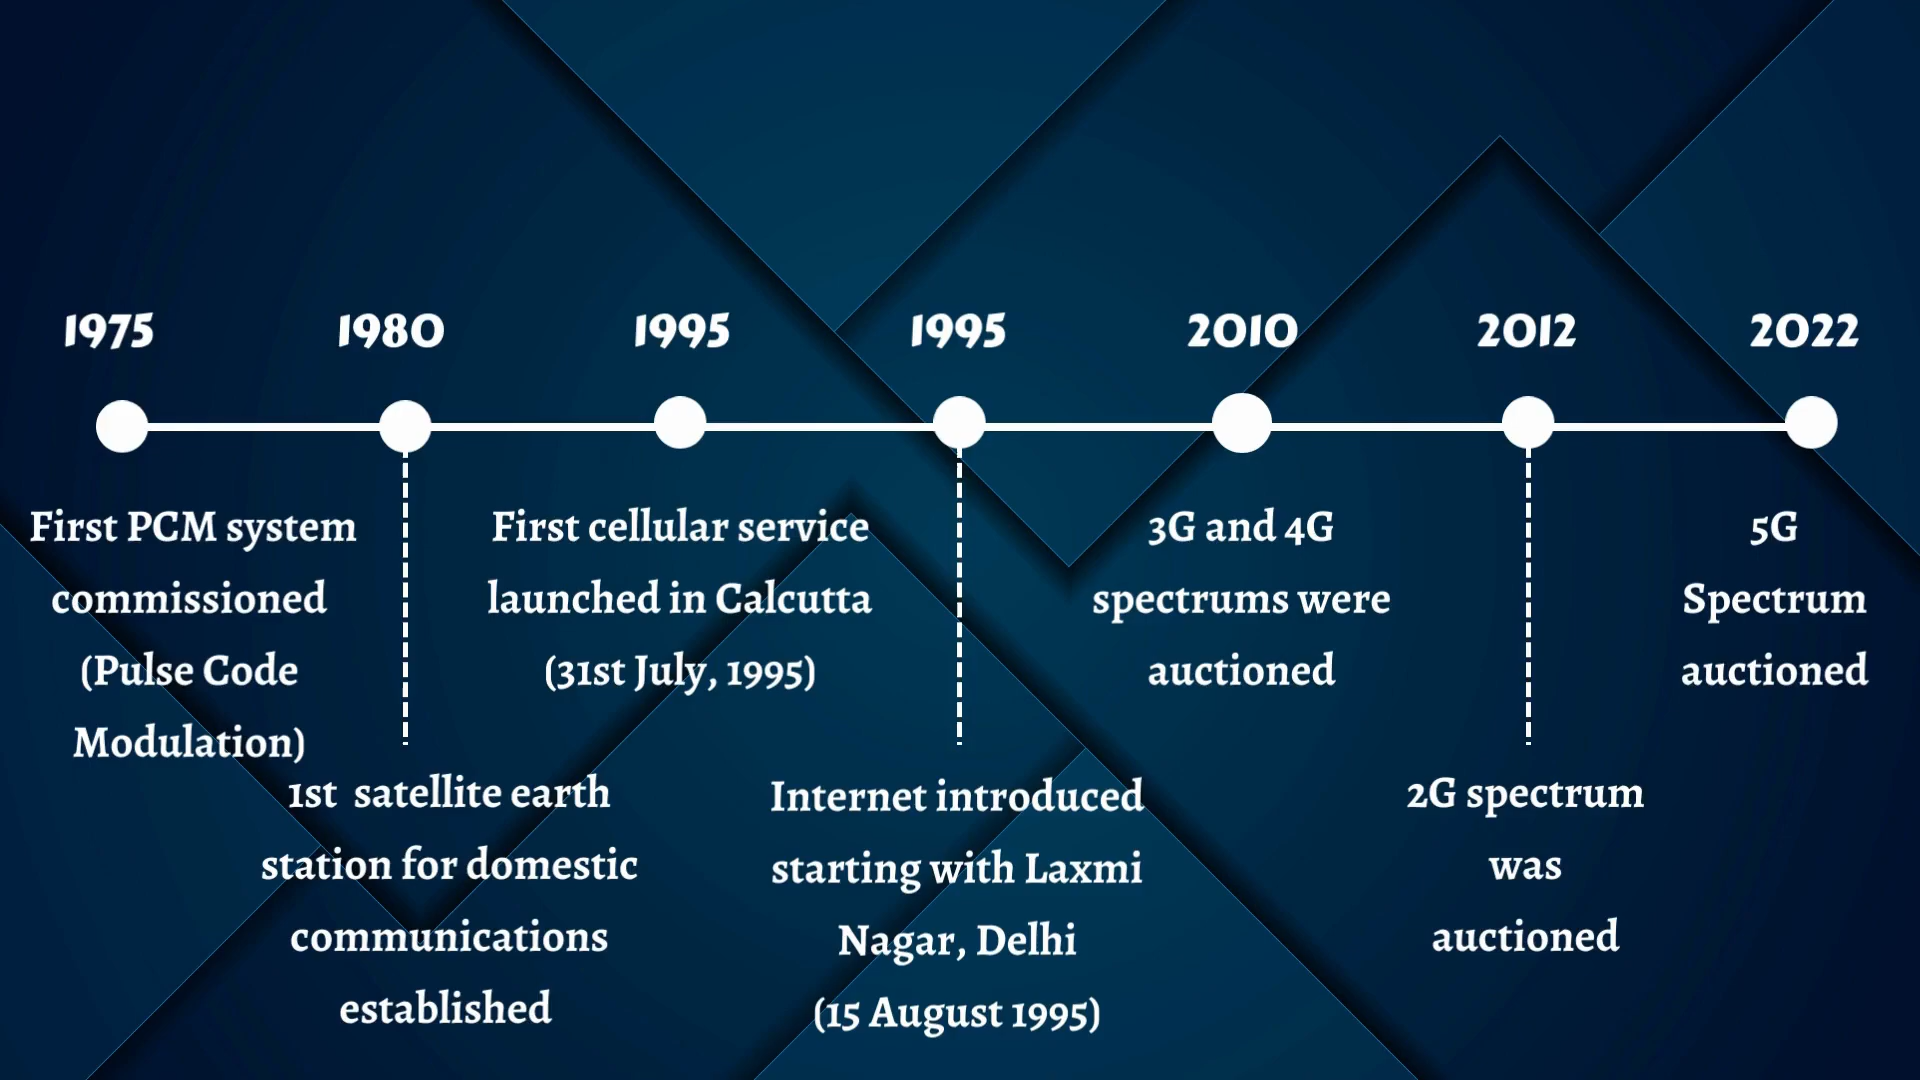 1975
1980
1995
1995
2010
2012
2022
First PCM system
commissioned
(Pulse Code
Modulation)
1st satellite earth
station for domestic
communications
established
First cellular service
launched in Calcutta
(31st July, 1995)
Internet introduced
starting with Laxmi
Nagar, Delhi
(15 August 1995)
3G and 4G
spectrums were
auctioned
2G spectrum
was
auctioned
5G
Spectrum
auctioned